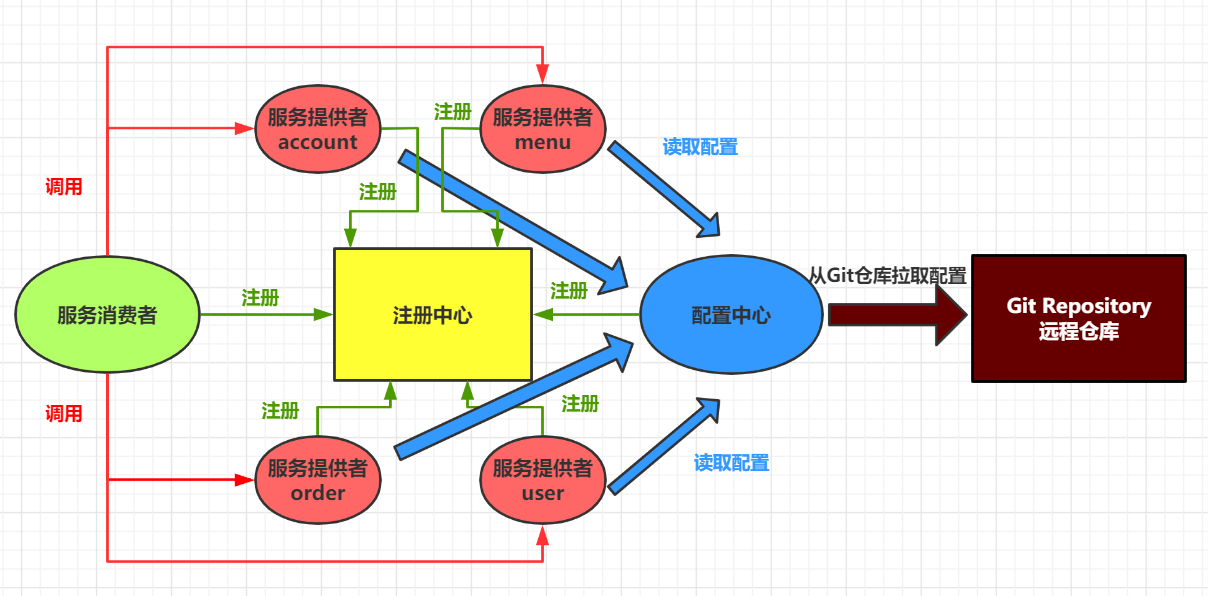 服务提供者
account
注册
服务提供者
menu
读取配置
调用
注册
服务消费者
注册
注册中心
注册
配置中心
从Git仓库拉取配置
Git Repository
远程仓库
调用
注册
注册
服务提供者
order
服务提供者
user
读取配置